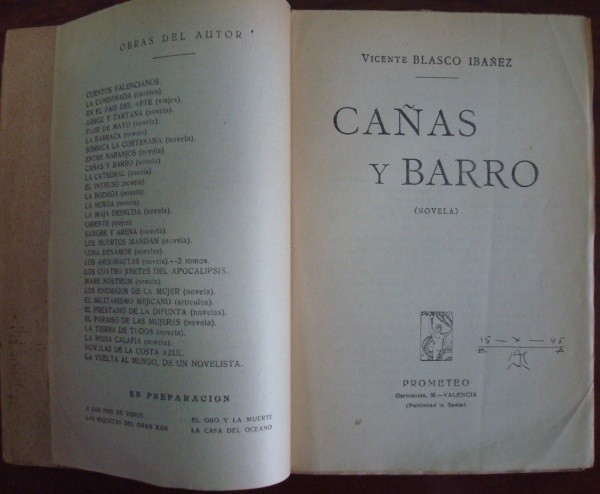 OBRAS DEL AUTOR
CUENTOS VALENCIANOS.
LA CONDENADA (cuentos).
EN EL PAÍS DEL ARTE (viajes).
ARROZ Y TARTANA (novela).
FLOR DE MAYO (novela).
LA BARRACA (novela).
SÓNNICA LA CORTESANA (novela).
ENTRE NARANJOS (novela).
CAÑAS Y BARRO (novela)
LA CATEDRAL (novela).
EL INTRUSO (novela).
LA BODEGA (novela).
LA HORDA (novela).
LA MAJA DESNUDA (novela).
ORIENTE (viajes).
SANGRE Y ARENA (novela).
LOS MUERTOS MANDAN (novela).
LUNA BENAMOR (novelas).
LOS ARGONAUTAS (novela).--2 tomos.
LOS CUATRO JINETES DEL APOCALIPSIS.
MARE NOSTRUM (novela).
LOS ENEMIGOS DE LA MUJER (novela).
EL MILITARISMO MEJICANO (artículos).
EL PRÉSTAMO DE LA DIFUNTA (novelas).
EL PARAÍSO DE LAS MUJERES (novela).
LA TIERRA DE TODOS (novela).
LA REINA CALAFIA (novela).
NOVELAS DE LA COSTA AZUL.
LA VUELTA AL MUNDO, DE UN NOVELISTA.
EN PREPARACION
A LOS PIES DE VENUS
LAS RIQUEZAS DEL GRAN KAN
EL ORO Y LA MUERTE
LA CASA DEL OCEANO
VICENTE BLASCO IBAÑEZ
CAÑAS
Y BARRO
(NOVELA)
15 - X - 45
PROMETEO
Germanías, 33.—VALENCIA
(Published in Spain)